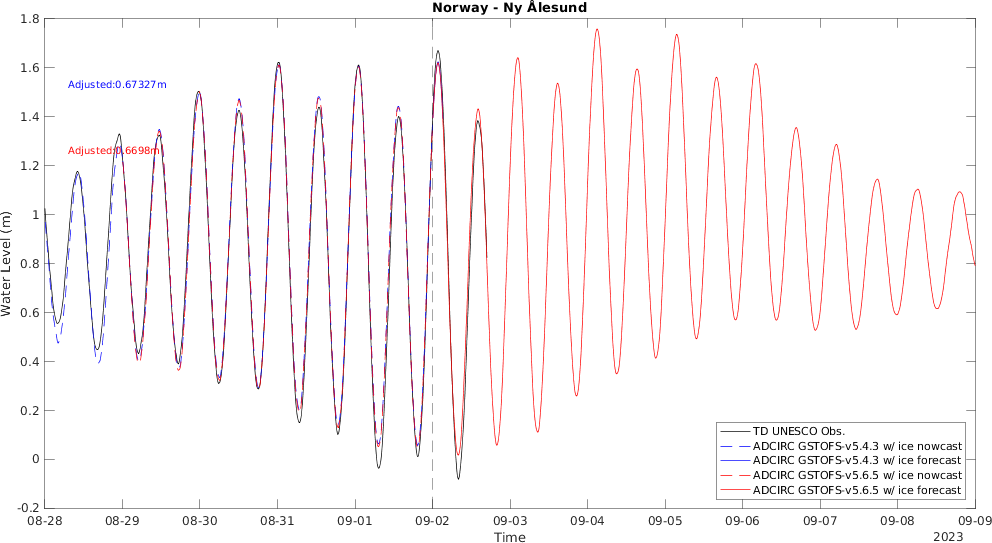 Norway - Ny Ålesund
1.8
1.6
1.4
1.2
1
0.8
0.6
0.4
0.2
0
-0.2
Water Level (m)
Adjusted:0.67327m
Adjusted:0.6698m
TD UNESCO Obs.
ADCIRC GSTOFS-v5.4.3 w/ ice nowcast
ADCIRC GSTOFS-v5.4.3 w/ ice forecast
ADCIRC GSTOFS-v5.6.5 w/ ice nowcast
ADCIRC GSTOFS-v5.6.5 w/ ice forecast
08-28 08-29 08-30 08-31 09-01 09-02 09-03 09-04 09-05 09-06 09-07 09-08 09-09
Time
2023